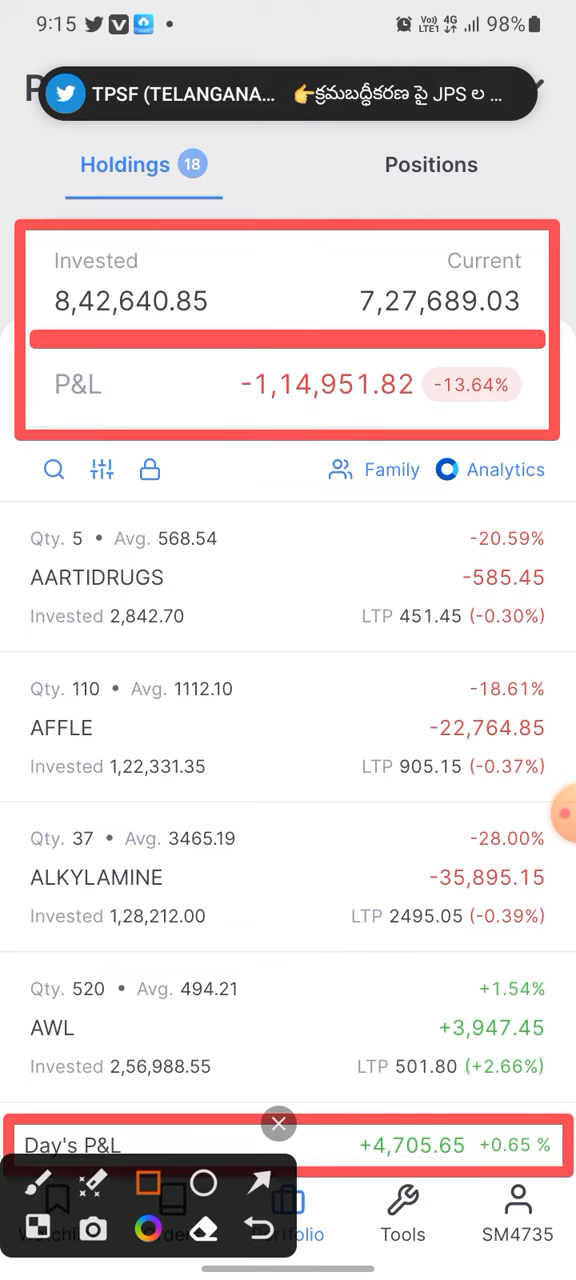 9:15 Vo)) LTE1 4G 98%
TPSF (TELANGANA... 👉క్రమబద్ధీకరణ పై JPS ల ...
Holdings 18 Positions
Invested Current
8,42,640.85 7,27,689.03
P&L -1,14,951.82 -13.64%
Family Analytics
Qty. 5 • Avg. 568.54 -20.59%
AARTIDRUGS -585.45
Invested 2,842.70 LTP 451.45 (-0.30%)
Qty. 110 • Avg. 1112.10 -18.61%
AFFLE -22,764.85
Invested 1,22,331.35 LTP 905.15 (-0.37%)
Qty. 37 • Avg. 3465.19 -28.00%
ALKYLAMINE -35,895.15
Invested 1,28,212.00 LTP 2495.05 (-0.39%)
Qty. 520 • Avg. 494.21 +1.54%
AWL +3,947.45
Invested 2,56,988.55 LTP 501.80 (+2.66%)
Day's P&L +4,705.65 +0.65 %
Tools SM4735